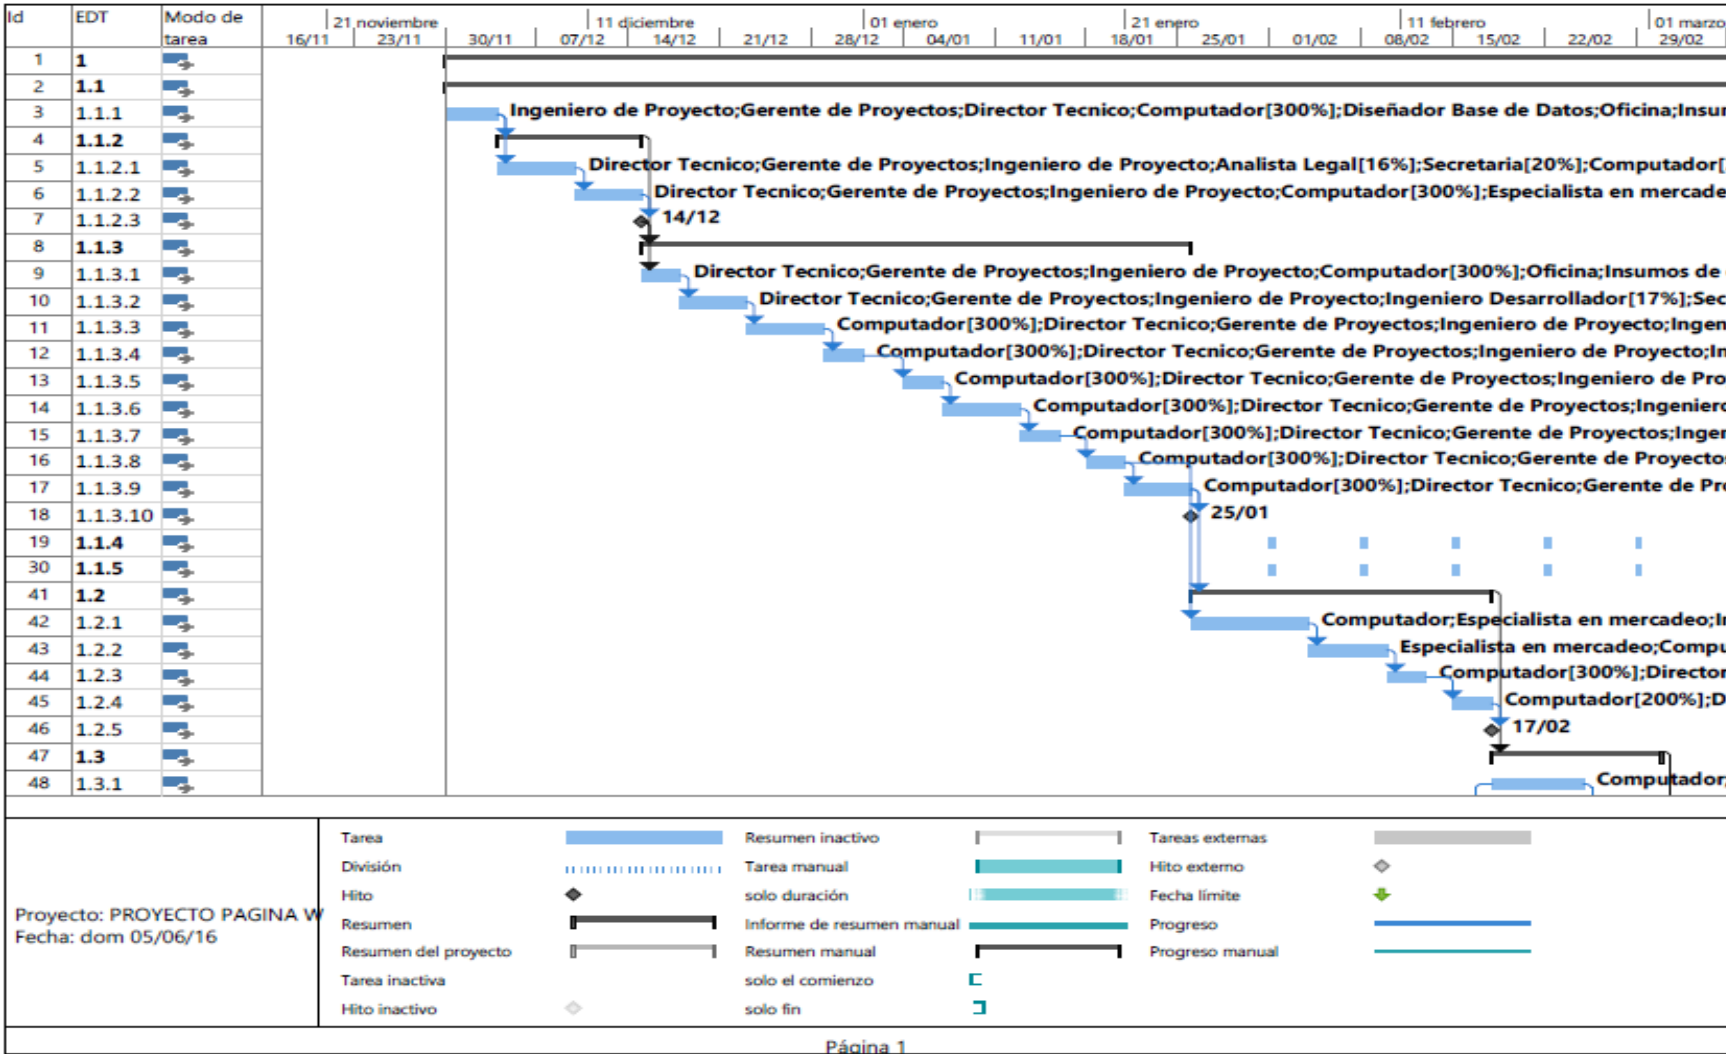 Id EDT Modo de tarea
21 noviembre 11 diciembre 01 enero 21 enero 11 febrero 01 marzo
16/11 23/11 30/11 07/12 14/12 21/12 28/12 04/01 11/01 18/01 25/01 01/02 08/02 15/02 22/02 29/02
1 1
2 1.1
3 1.1.1 Ingeniero de Proyecto;Gerente de Proyectos;Director Tecnico;Computador[300%];Diseñador Base de Datos;Oficina;Insu
4 1.1.2
5 1.1.2.1 Director Tecnico;Gerente de Proyectos;Ingeniero de Proyecto;Analista Legal[16%];Secretaria[20%];Computador[
6 1.1.2.2 Director Tecnico;Gerente de Proyectos;Ingeniero de Proyecto;Computador[300%];Especialista en mercade
7 1.1.2.3 14/12
8 1.1.3
9 1.1.3.1 Director Tecnico;Gerente de Proyectos;Ingeniero de Proyecto;Computador[300%];Oficina;Insumos de
10 1.1.3.2 Director Tecnico;Gerente de Proyectos;Ingeniero de Proyecto;Ingeniero Desarrollador[17%];Sec
11 1.1.3.3 Computador[300%];Director Tecnico;Gerente de Proyectos;Ingeniero de Proyecto;Ingen
12 1.1.3.4 Computador[300%];Director Tecnico;Gerente de Proyectos;Ingeniero de Proyecto;In
13 1.1.3.5 Computador[300%];Director Tecnico;Gerente de Proyectos;Ingeniero de Pro
14 1.1.3.6 Computador[300%];Director Tecnico;Gerente de Proyectos;Ingeniero
15 1.1.3.7 Computador[300%];Director Tecnico;Gerente de Proyectos;Inger
16 1.1.3.8 Computador[300%];Director Tecnico;Gerente de Proyectos
17 1.1.3.9 Computador[300%];Director Tecnico;Gerente de Pr
18 1.1.3.10 25/01
19 1.1.4
30 1.1.5
41 1.2
42 1.2.1 Computador;Especialista en mercadeo;I
43 1.2.2 Especialista en mercadeo;Compu
44 1.2.3 Computador[300%];Director
45 1.2.4 Computador[200%];D
46 1.2.5 17/02
47 1.3
48 1.3.1 Computador;
Proyecto: PROYECTO PAGINA W
Fecha: dom 05/06/16
Tarea Resumen inactivo Tareas externas
División Tarea manual Hito externo
Hito solo duración Fecha límite
Resumen Informe de resumen manual Progreso
Resumen del proyecto Resumen manual Progreso manual
Tarea inactiva solo el comienzo
Hito inactivo solo fin
Página 1